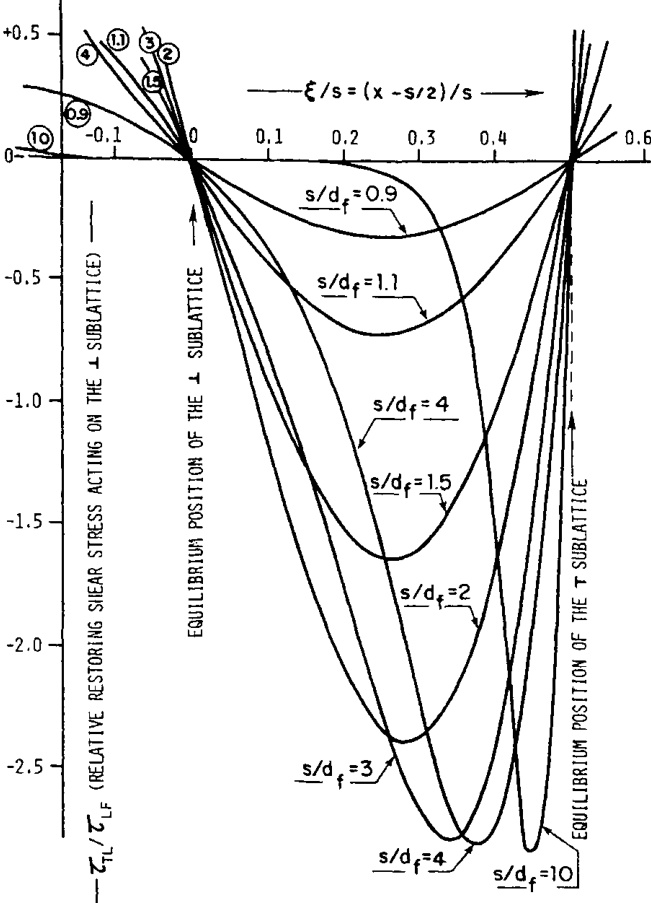 +0.5
0
-0.5
-1.0
-1.5
-2.0
-2.5
4
1.1
3
2
1.5
0.9
10
-0.1
0
0.1
0.2
0.3
0.4
0.6
ξ/s=(x-s/2)/s
s/d_f=0.9
s/d_f=1.1
s/d_f=4
s/d_f=1.5
s/d_f=2
s/d_f=3
s/d_f=4
s/d_f=10
τ_TL/τ_LF (RELATIVE RESTORING SHEAR STRESS ACTING ON THE ⊥ SUBLATTICE)
EQUILIBRIUM POSITION OF THE ⊥ SUBLATTICE
EQUILIBRIUM POSITION OF THE ⊤ SUBLATTICE